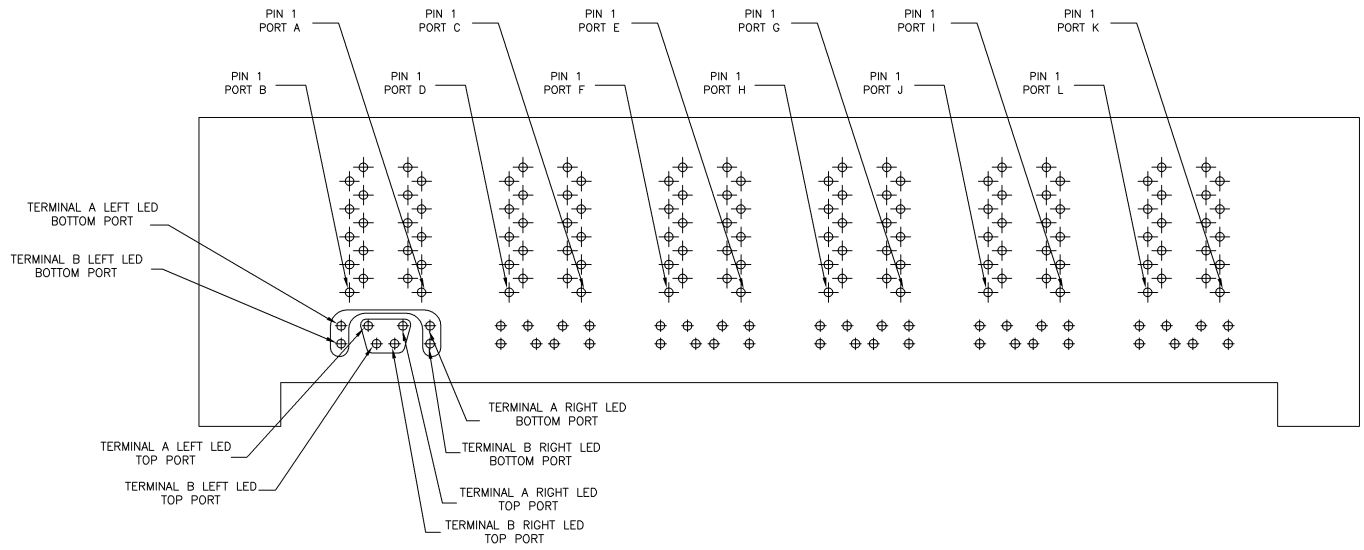 PIN 1
PORT A
PIN 1
PORT C
PIN 1
PORT E
PIN 1
PORT G
PIN 1
PORT I
PIN 1
PORT K
PIN 1
PORT B
PIN 1
PORT D
PIN 1
PORT F
PIN 1
PORT H
PIN 1
PORT J
PIN 1
PORT L
TERMINAL A LEFT LED
BOTTOM PORT
TERMINAL B LEFT LED
BOTTOM PORT
TERMINAL A RIGHT LED
BOTTOM PORT
TERMINAL A LEFT LED
TOP PORT
TERMINAL B RIGHT LED
BOTTOM PORT
TERMINAL B LEFT LED
TOP PORT
TERMINAL A RIGHT LED
TOP PORT
TERMINAL B RIGHT LED
TOP PORT